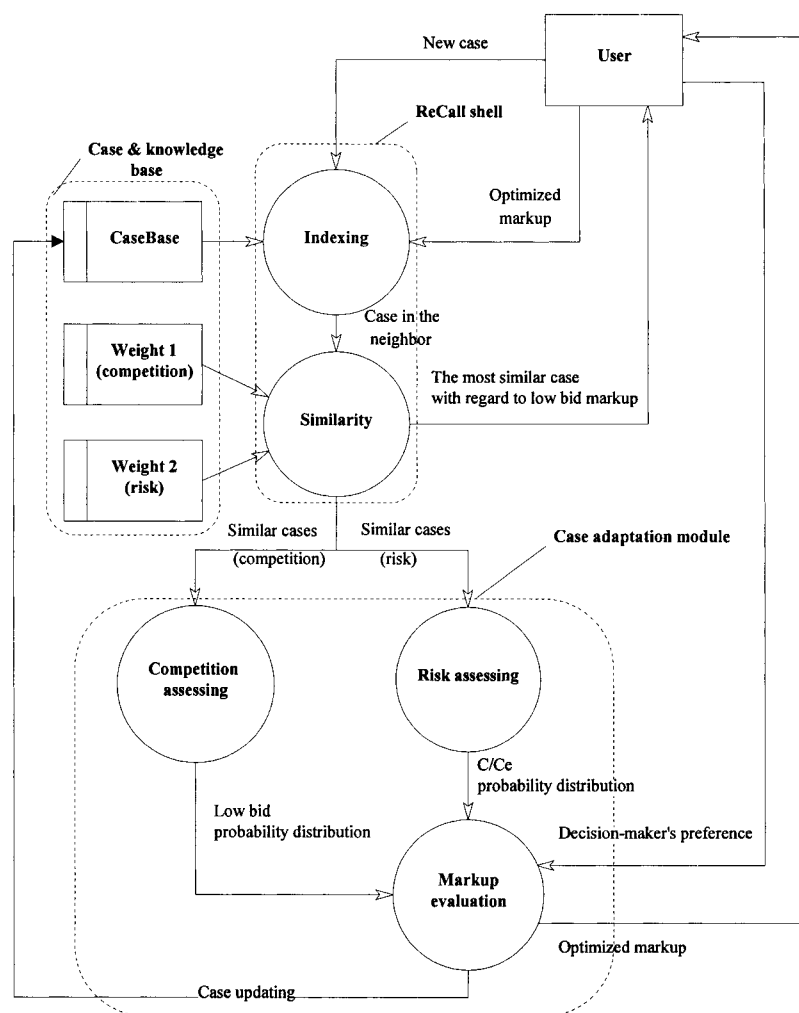 New case
User
ReCall shell
Case & knowledge
base
Optimized
markup
CaseBase
Indexing
Case in the
neighbor
Weight 1
(competition)
The most similar case
with regard to low bid markup
Similarity
Weight 2
(risk)
Similar cases
(competition)
Similar cases
(risk)
Case adaptation module
Competition
assessing
Risk assessing
C/Ce
probability distribution
Low bid
probability distribution
Decision-maker's preference
Markup
evaluation
Optimized markup
Case updating